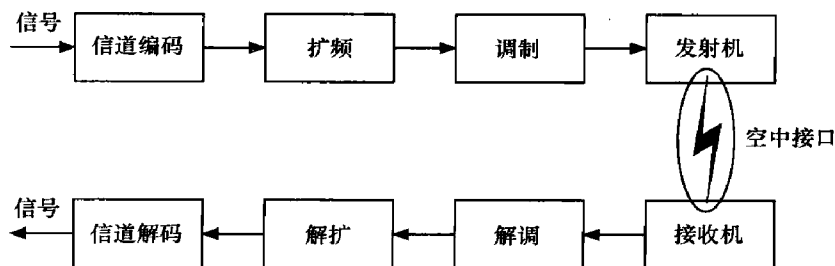 信号
信道编码
扩频
调制
发射机
空中接口
信号
信道解码
解扩
解调
接收机